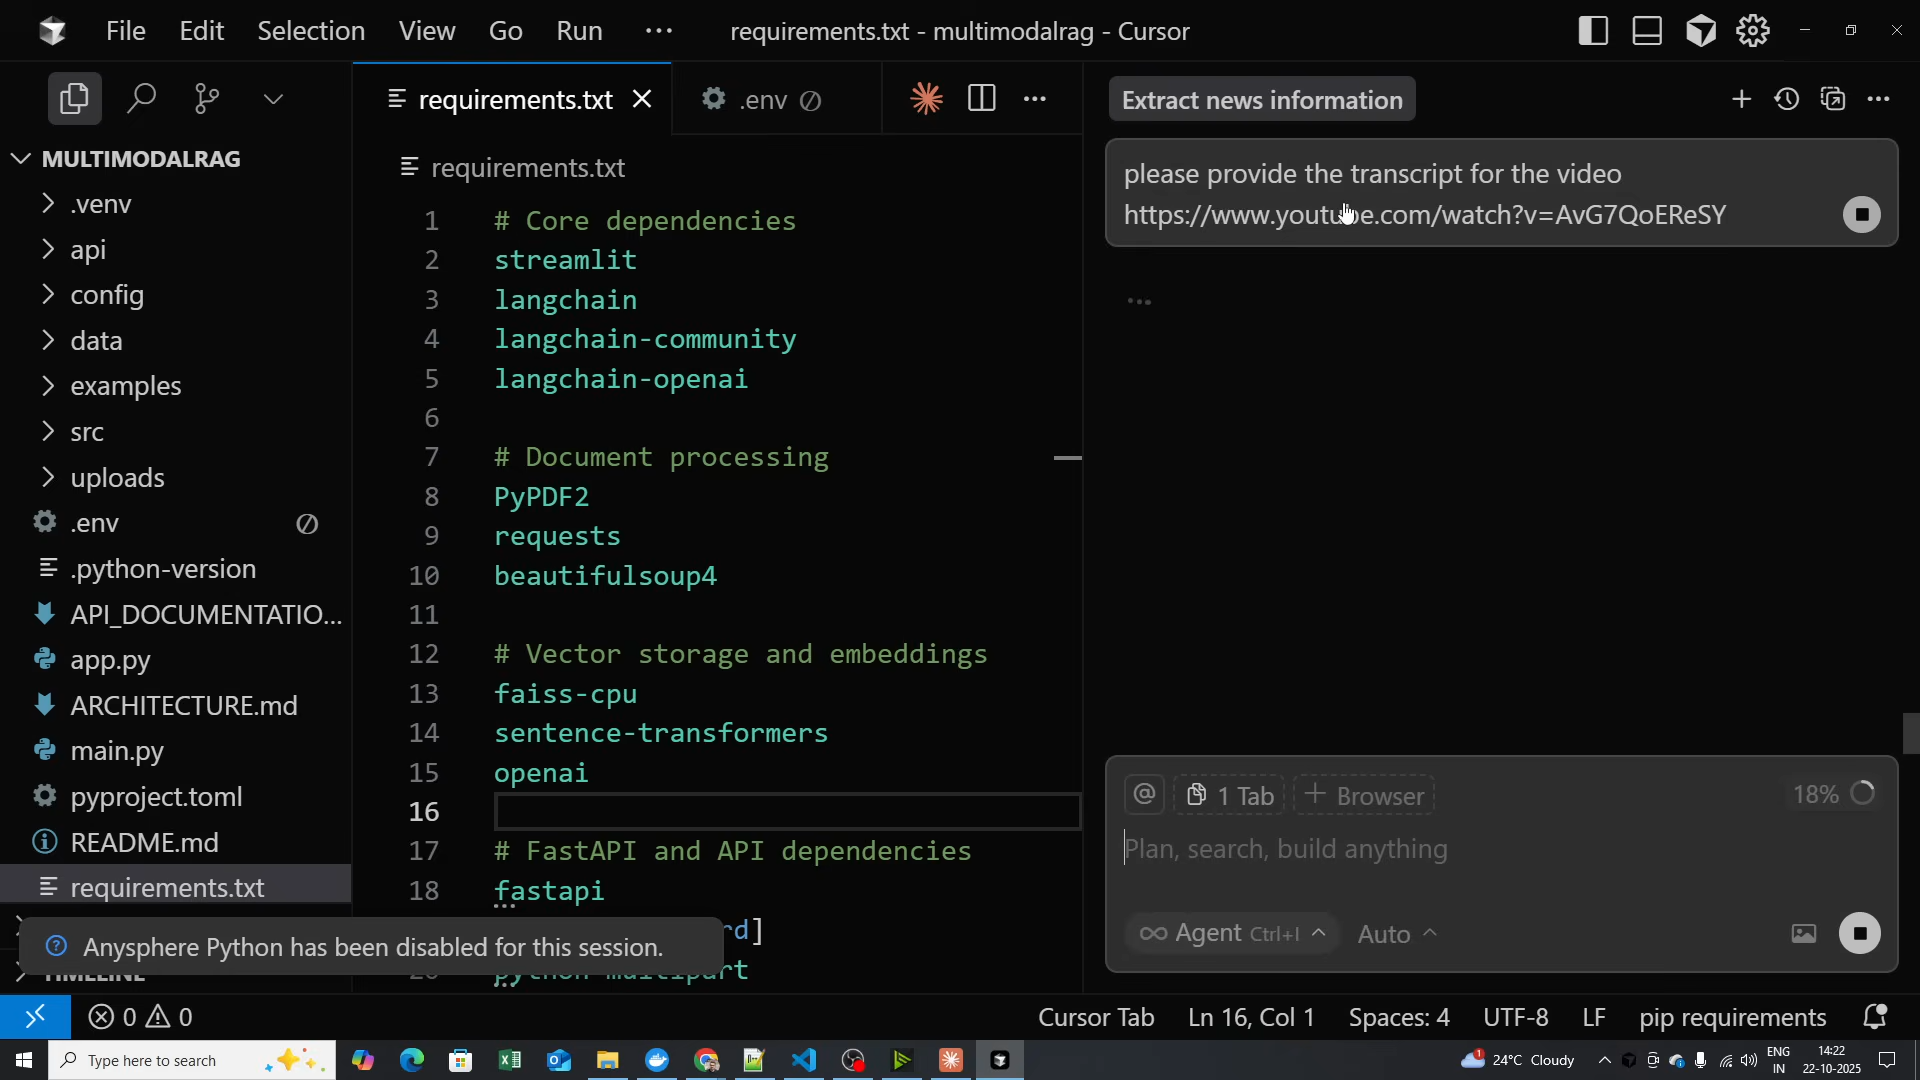 File Edit Selection View Go Run ··· requirements.txt - multimodalrag - Cursor
requirements.txt
.env
Extract news information
MULTIMODALRAG
.venv
api
config
data
examples
src
uploads
.env
.python-version
API_DOCUMENTATIO...
app.py
ARCHITECTURE.md
main.py
pyproject.toml
README.md
requirements.txt
TIMELINE
Anysphere Python has been disabled for this session.
requirements.txt
1 # Core dependencies
2 streamlit
3 langchain
4 langchain-community
5 langchain-openai
6
7 # Document processing
8 PyPDF2
9 requests
10 beautifulsoup4
11
12 # Vector storage and embeddings
13 faiss-cpu
14 sentence-transformers
15 openai
16
17 # FastAPI and API dependencies
18 fastapi
rd]
20 python-multipart
please provide the transcript for the video
https://www.youtube.com/watch?v=AvG7QoEReSY
...
@ 1 Tab + Browser 18%
Plan, search, build anything
Agent Ctrl+I Auto
0 0 Cursor Tab Ln 16, Col 1 Spaces: 4 UTF-8 LF pip requirements
Type here to search
1 24°C Cloudy
ENG
IN
14:22
22-10-2025